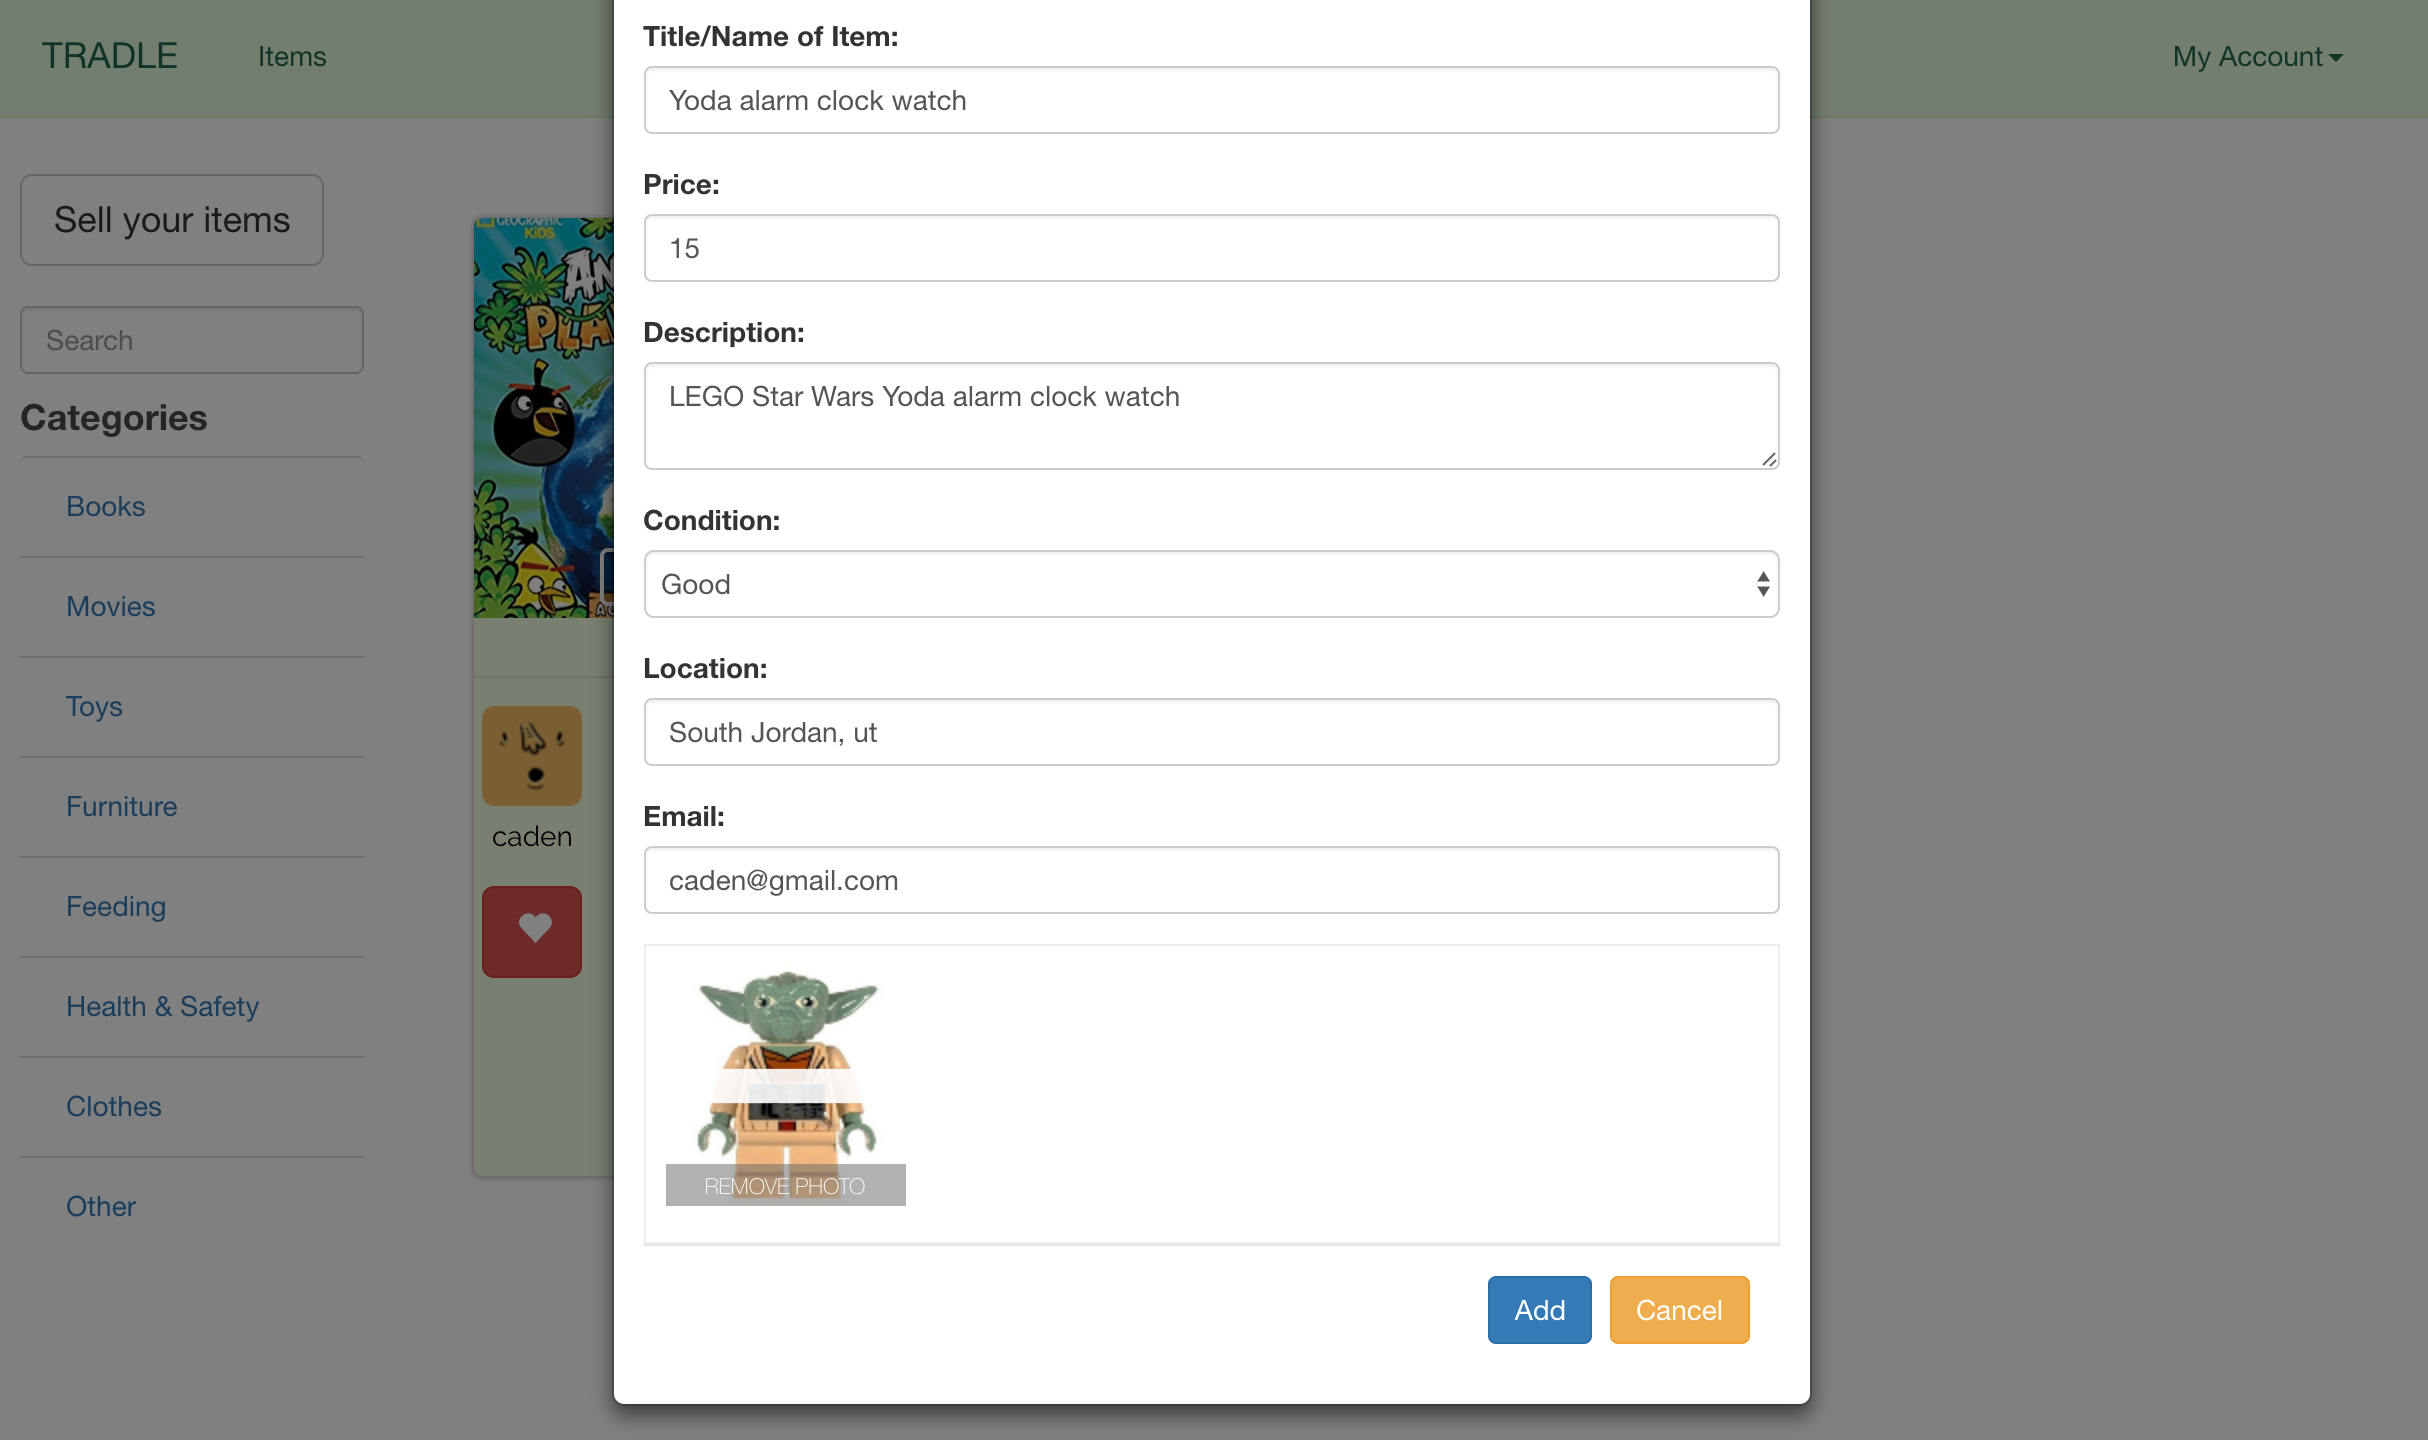 TRADLE
Items
My Account
Sell your items
Search
Categories
Books
Movies
Toys
Furniture
Feeding
Health & Safety
Clothes
Other
GEOGRAPHIC
KiDS
caden
Title/Name of Item:
Yoda alarm clock watch
Price:
15
Description:
LEGO Star Wars Yoda alarm clock watch
Condition:
Good
Location:
South Jordan, ut
Email:
caden@gmail.com
REMOVE PHOTO
Add
Cancel